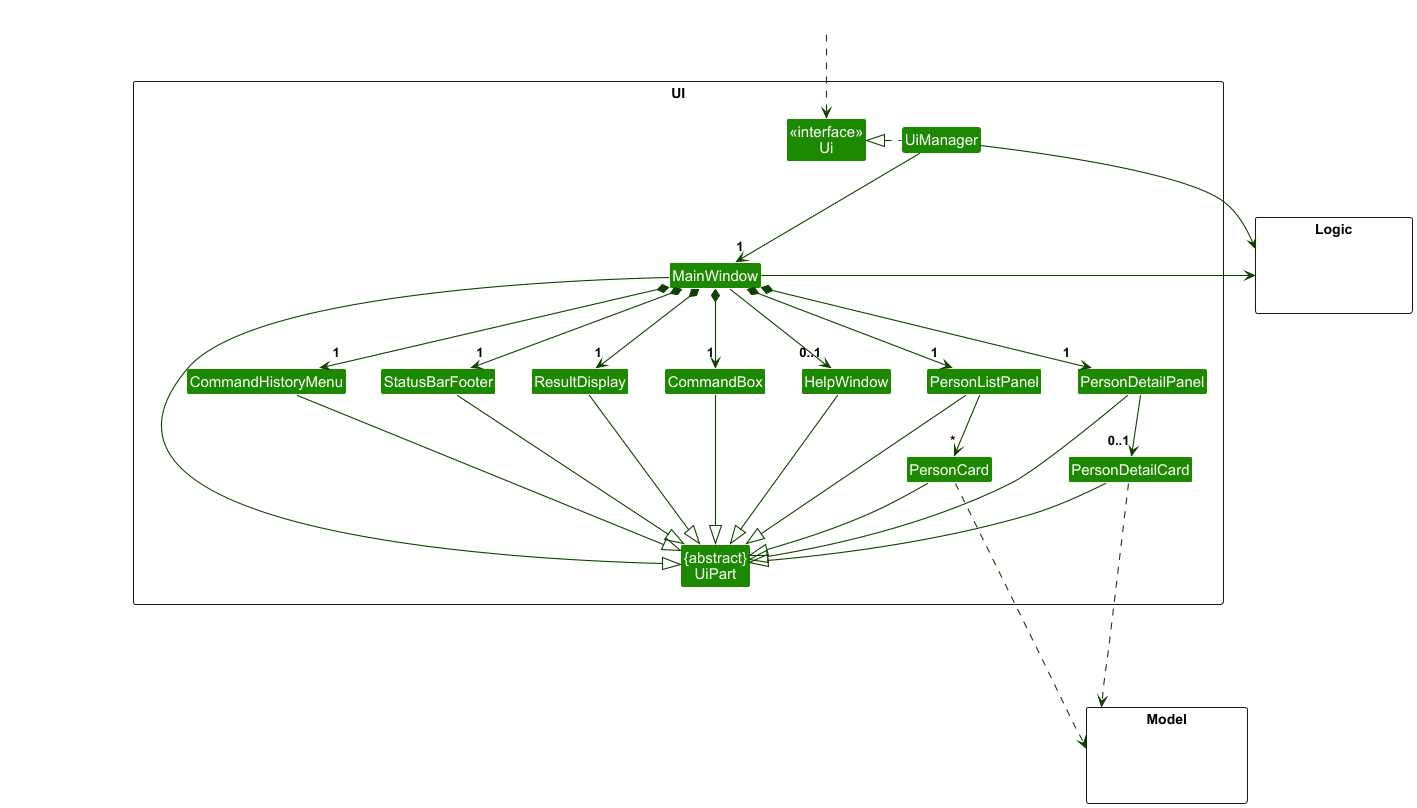 UI
«interface»
Ui
UiManager
Logic
1
MainWindow
1
1
1
1
0..1
1
1
CommandHistoryMenu
StatusBarFooter
ResultDisplay
CommandBox
HelpWindow
PersonListPanel
PersonDetailPanel
*
0..1
PersonCard
PersonDetailCard
{abstract}
UiPart
Model